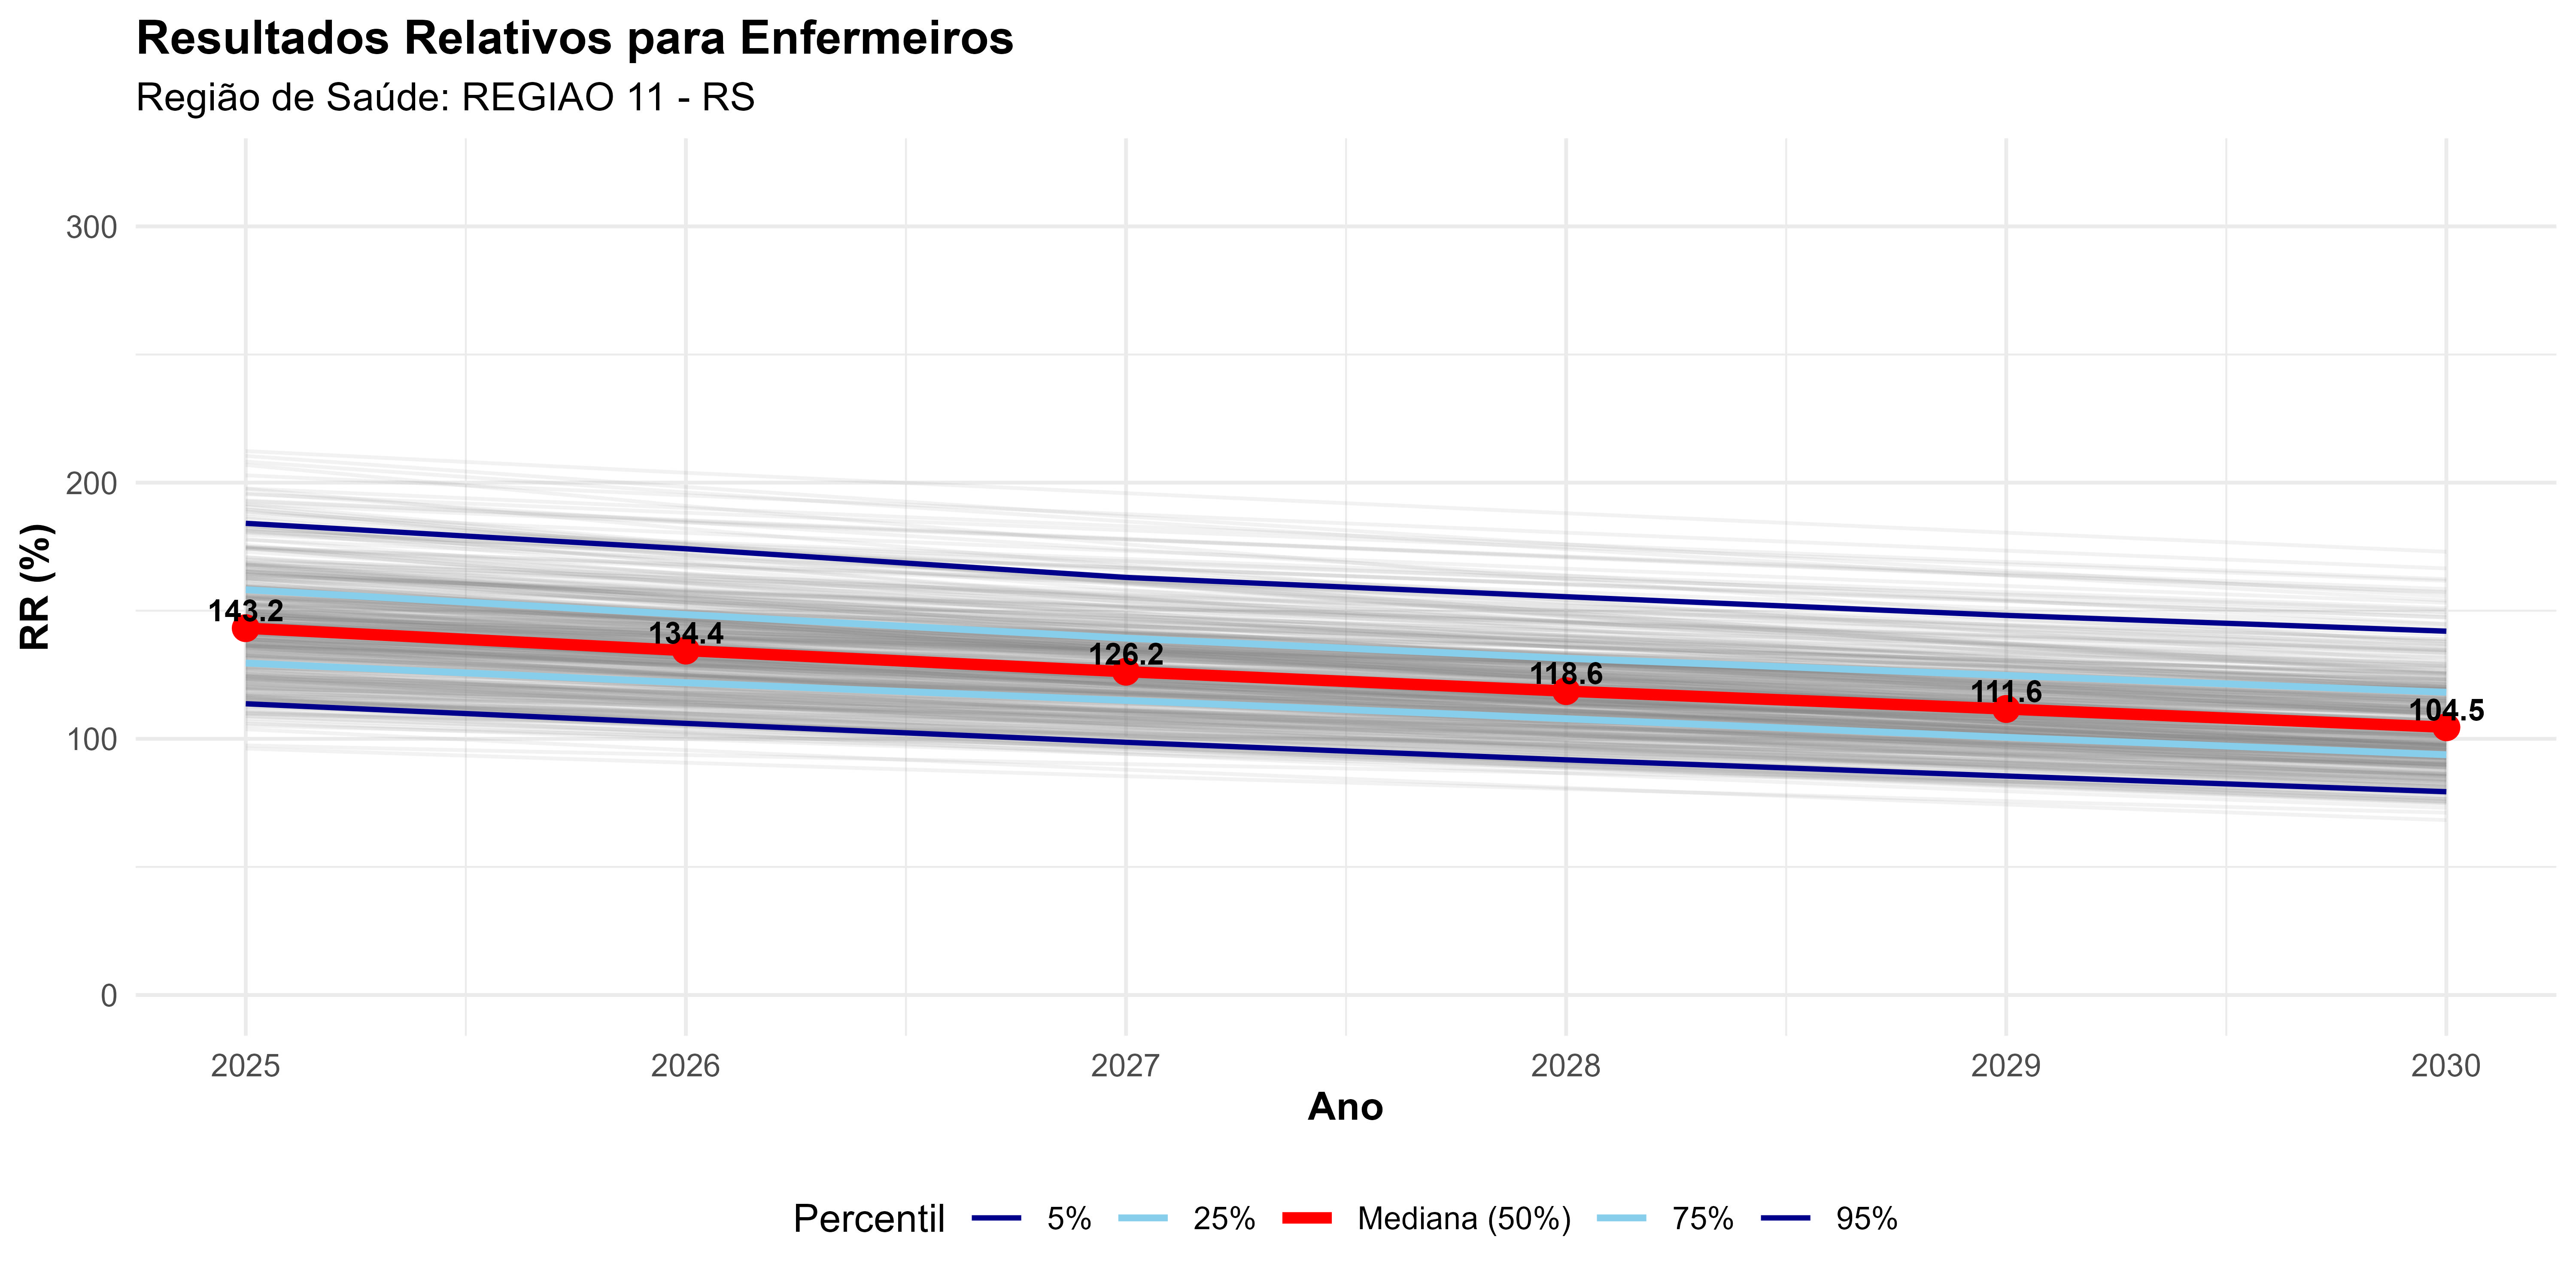 Resultados Relativos para Enfermeiros
Região de Saúde: REGIAO 11 - RS
RR (%)
300
200
100
0
143.2
134.4
126.2
118.6
111.6
104.5
2025 2026 2027 2028 2029 2030
Ano
Percentil 5% 25% Mediana (50%) 75% 95%